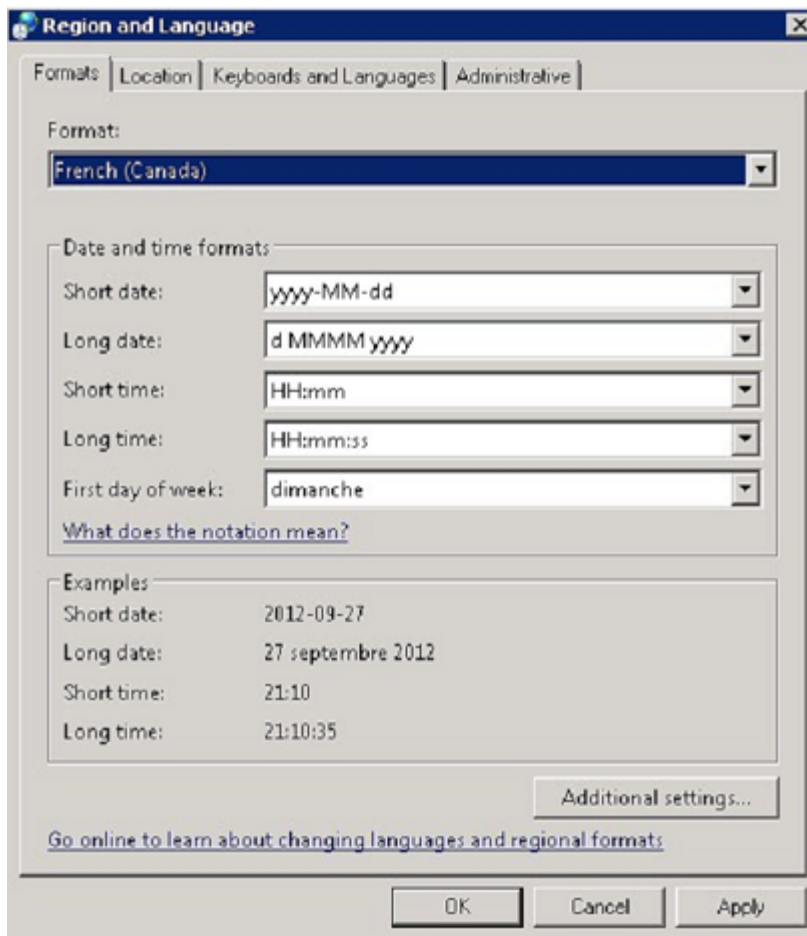 Region and Language
Formats Location Keyboards and Languages Administrative
Format:
French (Canada)
Date and time formats
Short date: yyyy-MM-dd
Long date: d MMMM yyyy
Short time: HH:mm
Long time: HH:mm:ss
First day of week: dimanche
What does the notation mean?
Examples
Short date: 2012-09-27
Long date: 27 septembre 2012
Short time: 21:10
Long time: 21:10:35
Additional settings...
Go online to learn about changing languages and regional formats
OK Cancel Apply